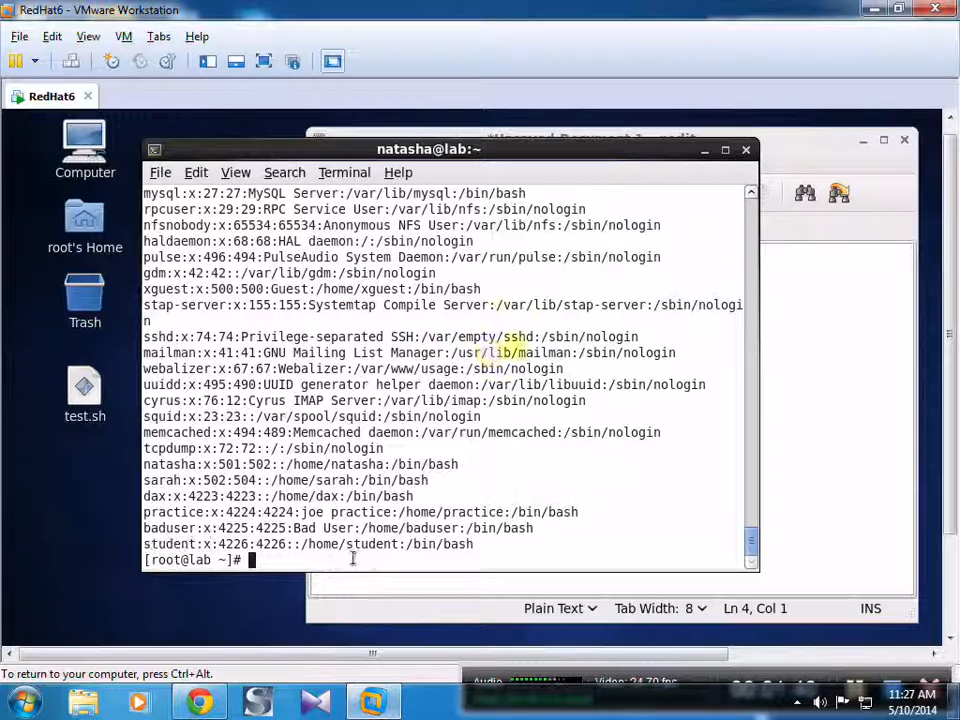 RedHat6 - VMware Workstation
File Edit View VM Tabs Help
RedHat6
Computer
root's Home
Trash
test.sh
natasha@lab:~
File Edit View Search Terminal Help
mysql:x:27:27:MySQL Server:/var/lib/mysql:/bin/bash
rpcuser:x:29:29:RPC Service User:/var/lib/nfs:/sbin/nologin
nfsnobody:x:65534:65534:Anonymous NFS User:/var/lib/nfs:/sbin/nologin
haldaemon:x:68:68:HAL daemon:/:/sbin/nologin
pulse:x:496:494:PulseAudio System Daemon:/var/run/pulse:/sbin/nologin
gdm:x:42:42::/var/lib/gdm:/sbin/nologin
xguest:x:500:500:Guest:/home/xguest:/bin/bash
stap-server:x:155:155:Systemtap Compile Server:/var/lib/stap-server:/sbin/nologi
n
sshd:x:74:74:Privilege-separated SSH:/var/empty/sshd:/sbin/nologin
mailman:x:41:41:GNU Mailing List Manager:/usr/lib/mailman:/sbin/nologin
webalizer:x:67:67:Webalizer:/var/www/usage:/sbin/nologin
uuidd:x:495:490:UUID generator helper daemon:/var/lib/libuuid:/sbin/nologin
cyrus:x:76:12:Cyrus IMAP Server:/var/lib/imap:/sbin/nologin
squid:x:23:23::/var/spool/squid:/sbin/nologin
memcached:x:494:489:Memcached daemon:/var/run/memcached:/sbin/nologin
tcpdump:x:72:72::/:/sbin/nologin
natasha:x:501:502::/home/natasha:/bin/bash
sarah:x:502:504::/home/sarah:/bin/bash
dax:x:4223:4223::/home/dax:/bin/bash
practice:x:4224:4224:joe practice:/home/practice:/bin/bash
baduser:x:4225:4225:Bad User:/home/baduser:/bin/bash
student:x:4226:4226::/home/student:/bin/bash
[root@lab ~]#
Plain Text Tab Width: 8 Ln 4, Col 1 INS
To return to your computer, press Ctrl+Alt.
Audio
11:27 AM
5/10/2014